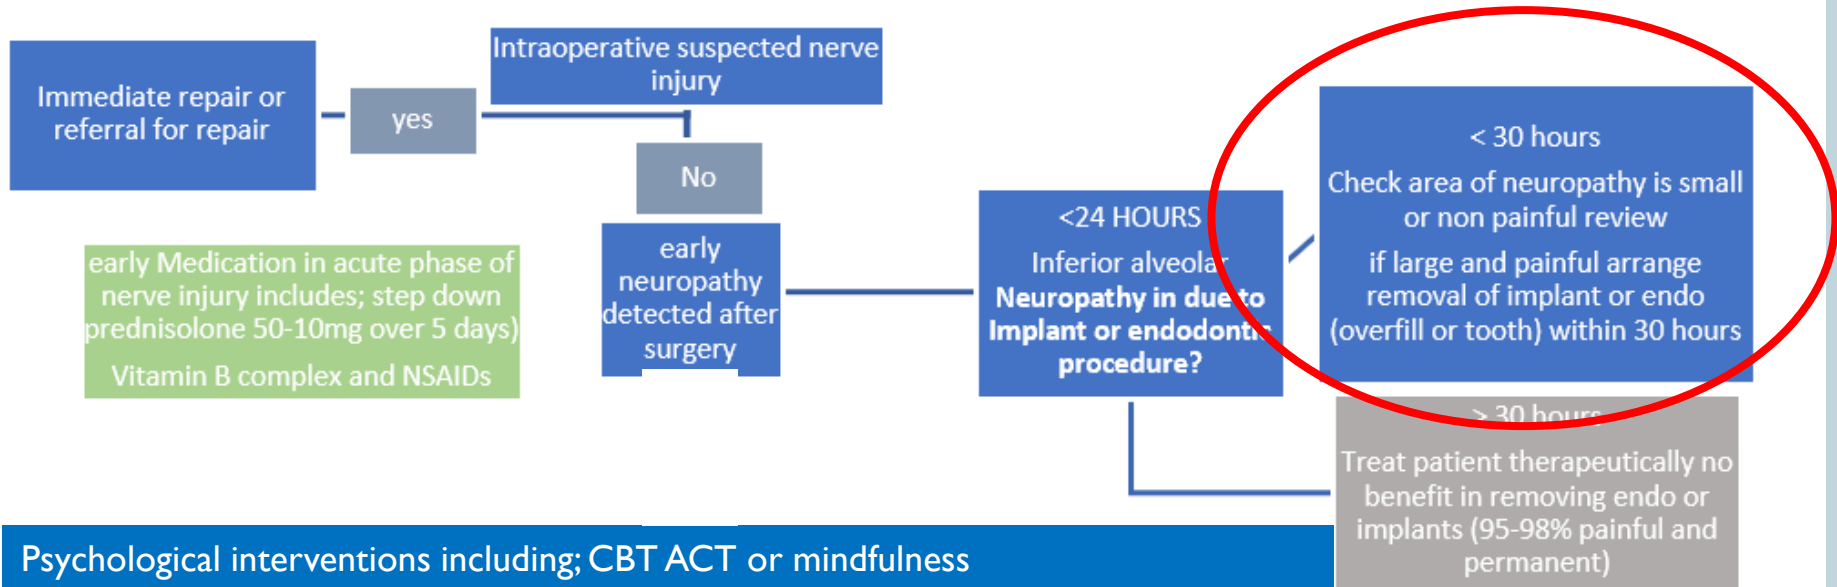 Immediate repair or
referral for repair
yes
Intraoperative suspected nerve
injury
No
early Medication in acute phase of
nerve injury includes; step down
prednisolone 50-10mg over 5 days)
Vitamin B complex and NSAIDs
early
neuropathy
detected after
surgery
<24 HOURS
Inferior alveolar
Neuropathy in due to
Implant or endodontic
procedure?
< 30 hours
Check area of neuropathy is small
or non painful review
if large and painful arrange
removal of implant or endo
(overfill or tooth) within 30 hours
> 30 hours
Treat patient therapeutically no
benefit in removing endo or
implants (95-98% painful and
permanent)
Psychological interventions including; CBT ACT or mindfulness